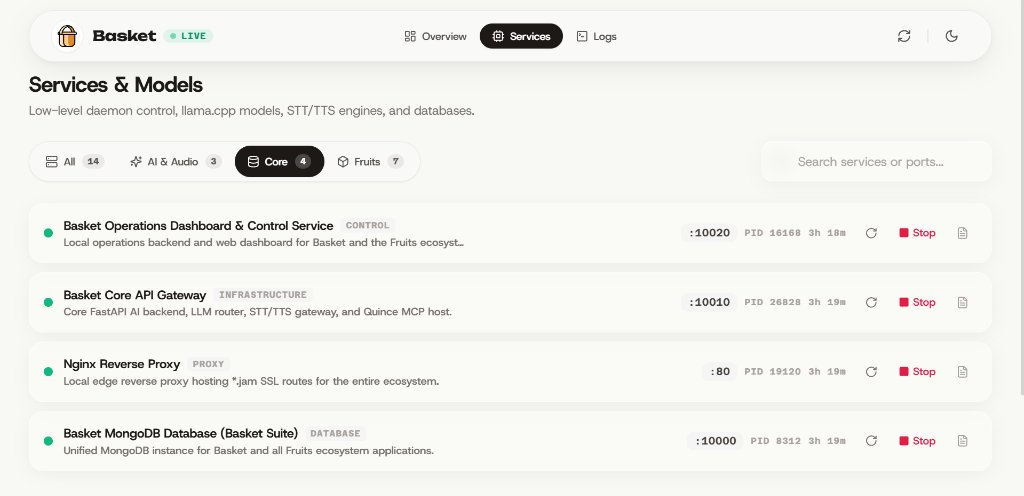 Basket LIVE Overview Services Logs
Services & Models
Low-level daemon control, llama.cpp models, STT/TTS engines, and databases.
All 14 AI & Audio 3 Core 4 Fruits 7 Search services or ports...
Basket Operations Dashboard & Control Service CONTROL
Local operations backend and web dashboard for Basket and the Fruits ecosyst...
:10020 PID 16168 3h 18m Stop
Basket Core API Gateway INFRASTRUCTURE
Core FastAPI AI backend, LLM router, STT/TTS gateway, and Quince MCP host.
:10010 PID 26828 3h 19m Stop
Nginx Reverse Proxy PROXY
Local edge reverse proxy hosting *.jam SSL routes for the entire ecosystem.
:80 PID 19120 3h 19m Stop
Basket MongoDB Database (Basket Suite) DATABASE
Unified MongoDB instance for Basket and all Fruits ecosystem applications.
:10000 PID 8312 3h 19m Stop